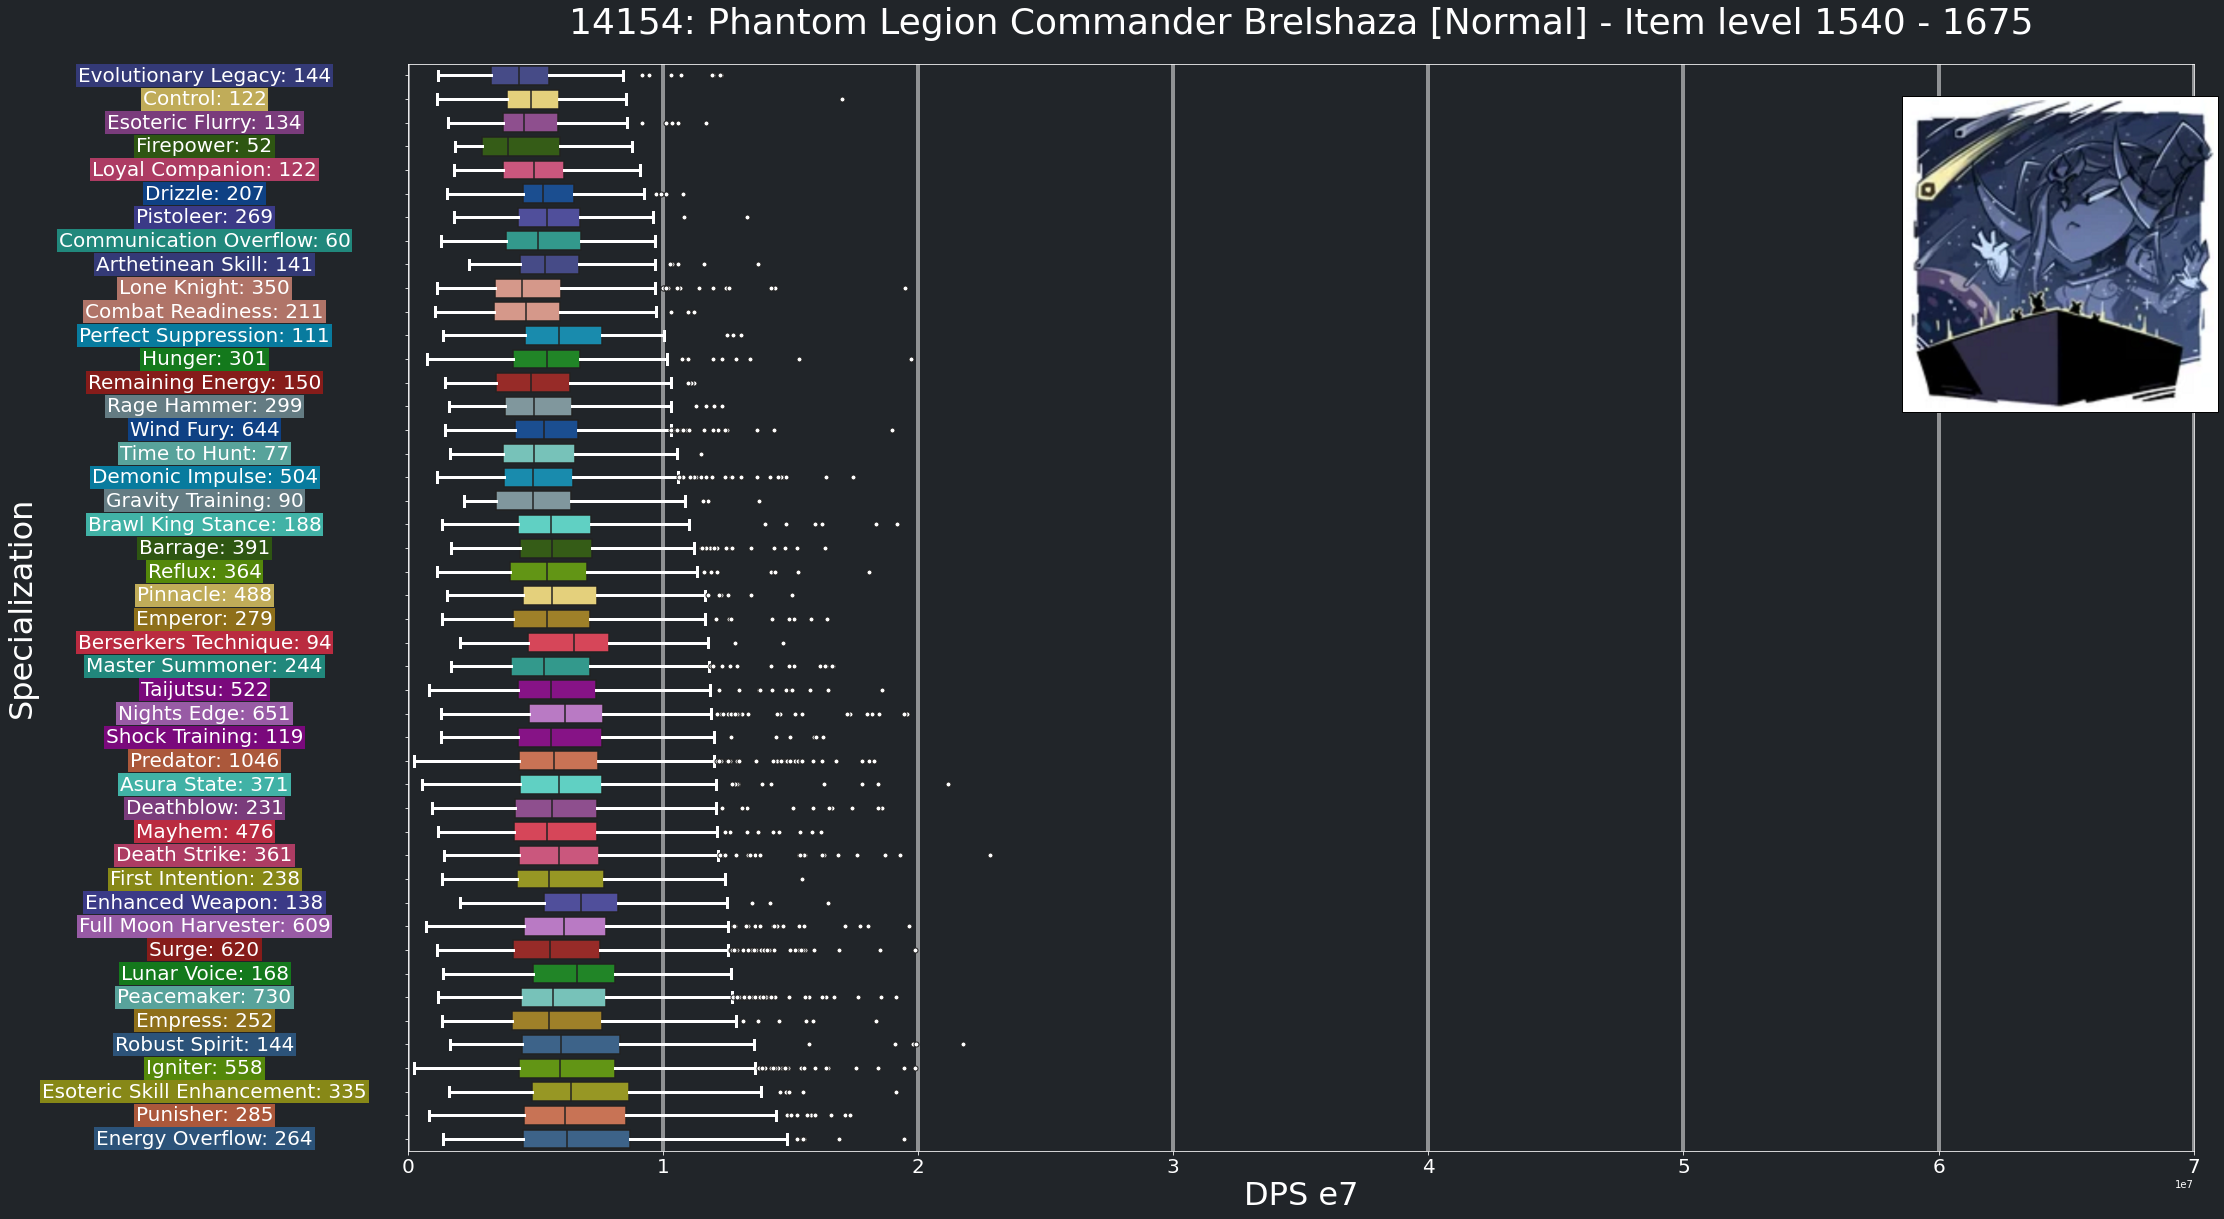 14154: Phantom Legion Commander Brelshaza [Normal] - Item level 1540 - 1675
Evolutionary Legacy: 144
Control: 122
Esoteric Flurry: 134
Firepower: 52
Loyal Companion: 122
Drizzle: 207
Pistoleer: 269
Communication Overflow: 60
Arthetinean Skill: 141
Lone Knight: 350
Combat Readiness: 211
Perfect Suppression: 111
Hunger: 301
Remaining Energy: 150
Rage Hammer: 299
Wind Fury: 644
Time to Hunt: 77
Demonic Impulse: 504
Gravity Training: 90
Brawl King Stance: 188
Barrage: 391
Reflux: 364
Pinnacle: 488
Emperor: 279
Berserkers Technique: 94
Master Summoner: 244
Taijutsu: 522
Nights Edge: 651
Shock Training: 119
Predator: 1046
Asura State: 371
Deathblow: 231
Mayhem: 476
Death Strike: 361
First Intention: 238
Enhanced Weapon: 138
Full Moon Harvester: 609
Surge: 620
Lunar Voice: 168
Peacemaker: 730
Empress: 252
Robust Spirit: 144
Igniter: 558
Esoteric Skill Enhancement: 335
Punisher: 285
Energy Overflow: 264
Specialization
0 1 2 3 4 5 6 7
1e7
DPS e7